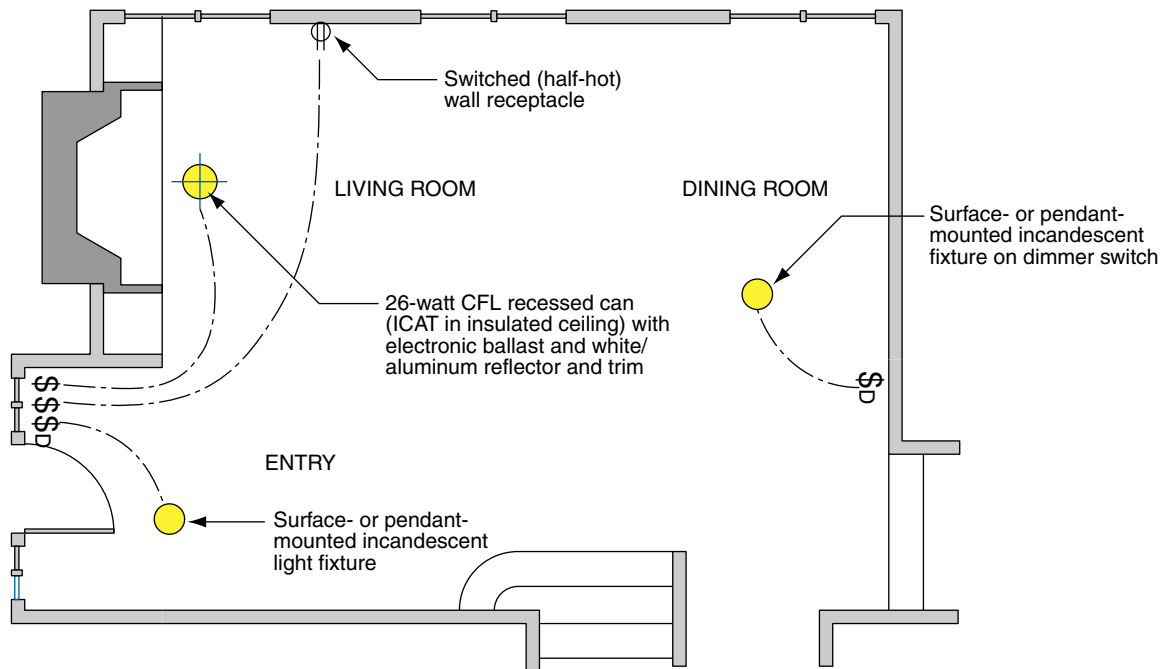 Switched (half-hot)
wall receptacle
LIVING ROOM
DINING ROOM
Surface- or pendant-
mounted incandescent
fixture on dimmer switch
26-watt CFL recessed can
(ICAT in insulated ceiling) with
electronic ballast and white/
aluminum reflector and trim
$
$
$D
$D
ENTRY
Surface- or pendant-
mounted incandescent
light fixture